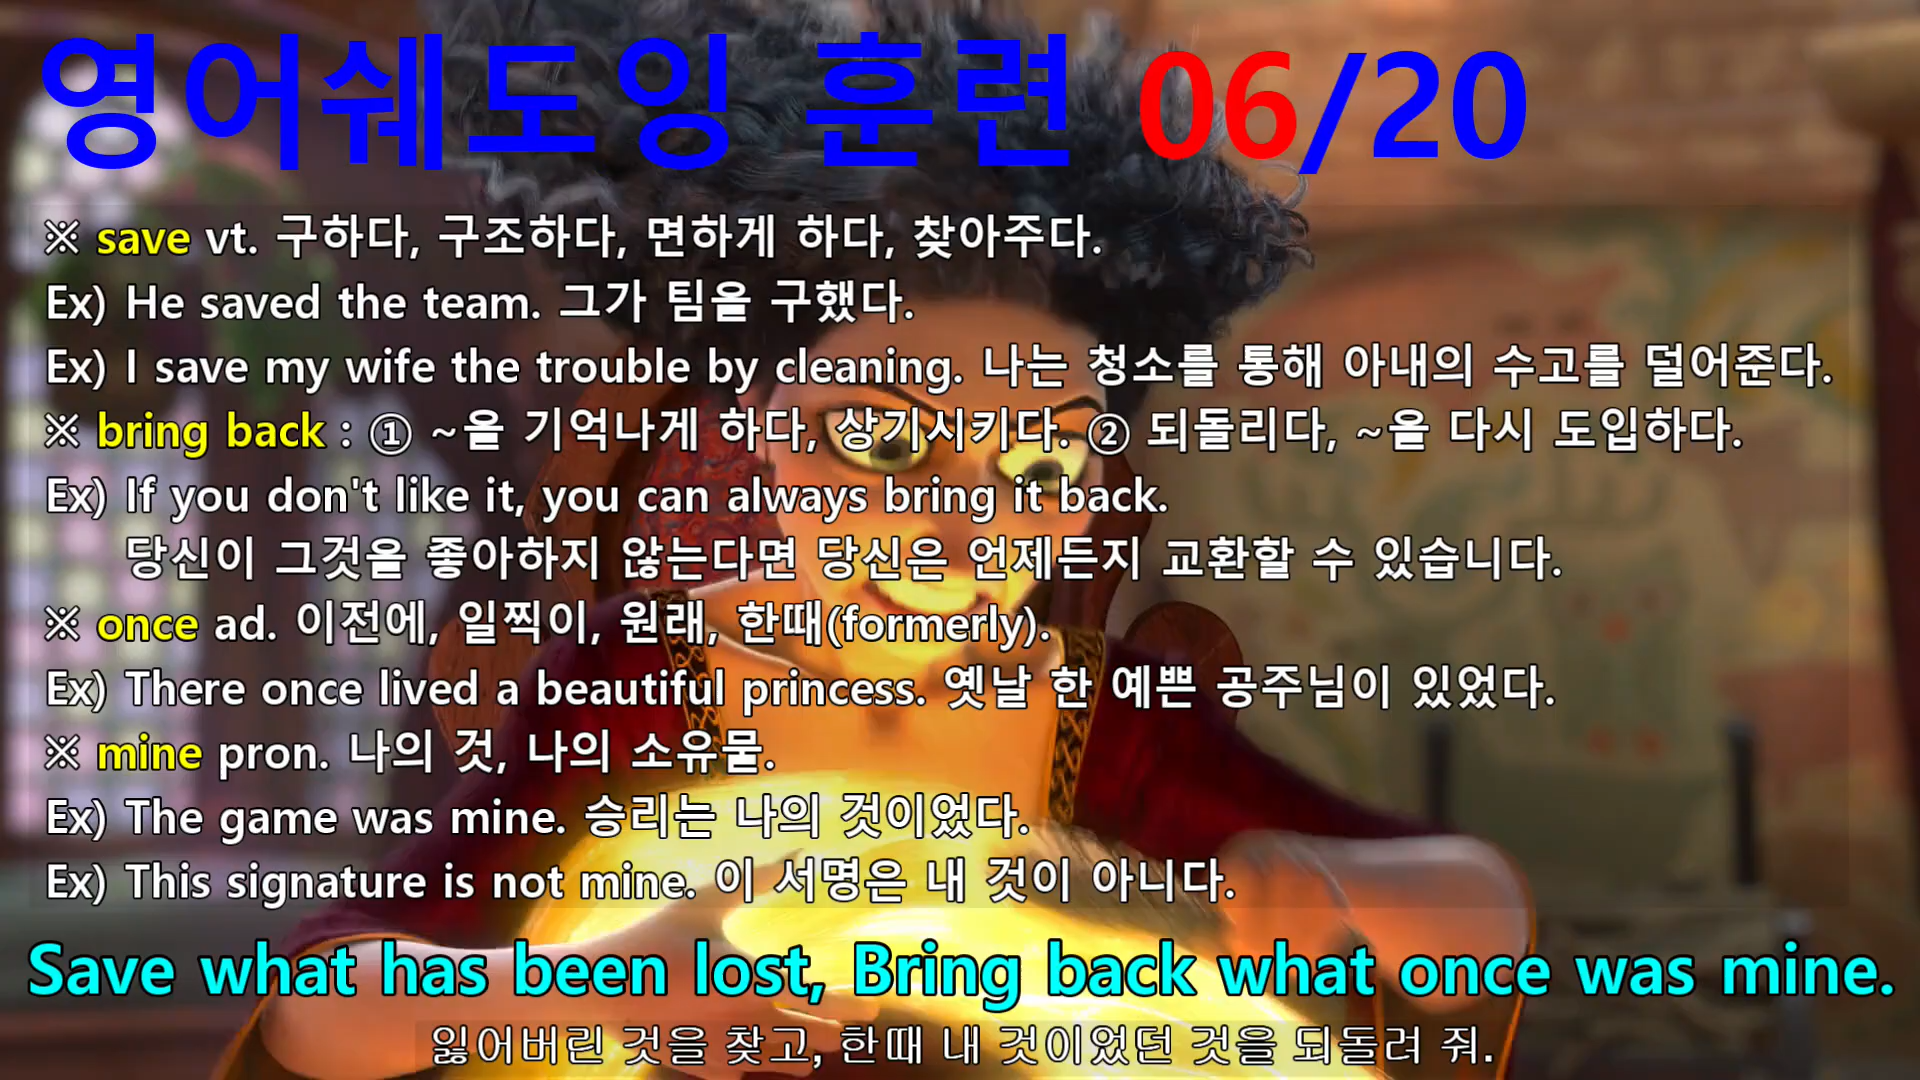 영어쉐도잉 훈련 06/20
※ save vt. 구하다, 구조하다, 면하게 하다, 찾아주다.
Ex) He saved the team. 그가 팀을 구했다.
Ex) I save my wife the trouble by cleaning. 나는 청소를 통해 아내의 수고를 덜어준다.
※ bring back : ① ~을 기억나게 하다, 상기시키다. ② 되돌리다, ~을 다시 도입하다.
Ex) If you don't like it, you can always bring it back.
당신이 그것을 좋아하지 않는다면 당신은 언제든지 교환할 수 있습니다.
※ once ad. 이전에, 일찍이, 원래, 한때(formerly).
Ex) There once lived a beautiful princess. 옛날 한 예쁜 공주님이 있었다.
※ mine pron. 나의 것, 나의 소유물.
Ex) The game was mine. 승리는 나의 것이었다.
Ex) This signature is not mine. 이 서명은 내 것이 아니다.
Save what has been lost, Bring back what once was mine.
잃어버린 것을 찾고, 한때 내 것이었던 것을 되돌려 줘.